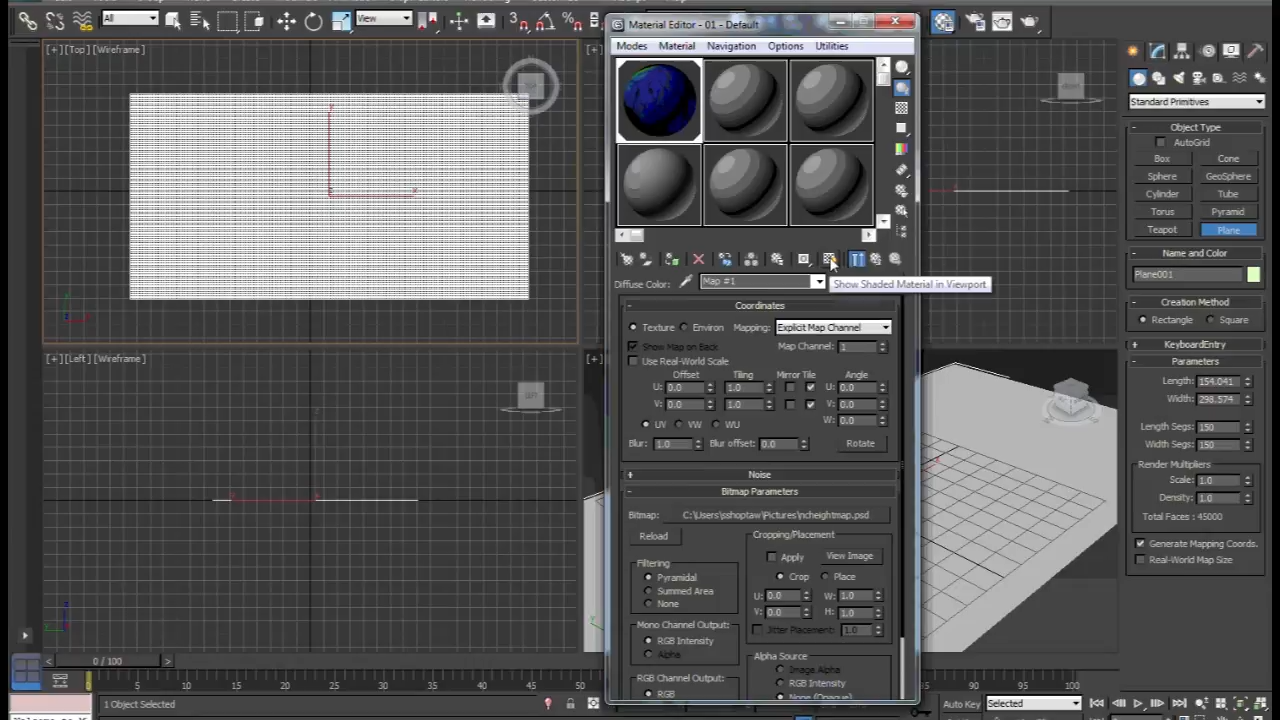 All
View
[+] [Top] [Wireframe]
[+] [Left] [Wireframe]
Material Editor - 01 - Default
Modes
Material
Navigation
Options
Utilities
Show Shaded Material in Viewport
Diffuse Color:
Map #1
Coordinates
Texture
Environ
Mapping:
Explicit Map Channel
Show Map on Back
Map Channel:
1
Use Real-World Scale
Offset
Tiling
Mirror Tile
Angle
U: 0.0
1.0
U: 0.0
V: 0.0
1.0
V: 0.0
W: 0.0
UV
VW
WU
Blur: 1.0
Blur offset: 0.0
Rotate
Noise
Bitmap Parameters
Bitmap:
C:\Users\sshoptaw\Pictures\ncheightmap.psd
Reload
Cropping/Placement
Apply
View Image
Crop
Place
U: 0.0
W: 1.0
V: 0.0
H: 1.0
Jitter Placement:
1.0
Filtering
Pyramidal
Summed Area
None
Mono Channel Output:
RGB Intensity
Alpha
RGB Channel Output:
RGB
Alpha Source
Image Alpha
RGB Intensity
None (Opaque)
Standard Primitives
Object Type
AutoGrid
Box
Cone
Sphere
GeoSphere
Cylinder
Tube
Torus
Pyramid
Teapot
Plane
Name and Color
Plane001
Creation Method
Rectangle
Square
KeyboardEntry
Parameters
Length: 154.041
Width: 298.574
Length Segs: 150
Width Segs: 150
Render Multipliers
Scale: 1.0
Density: 1.0
Total Faces : 45000
Generate Mapping Coords.
Real-World Map Size
0 / 100
0 5 10 15 20 25 30 35 40 45 50
85 90 95 100
1 Object Selected
Auto Key
Selected